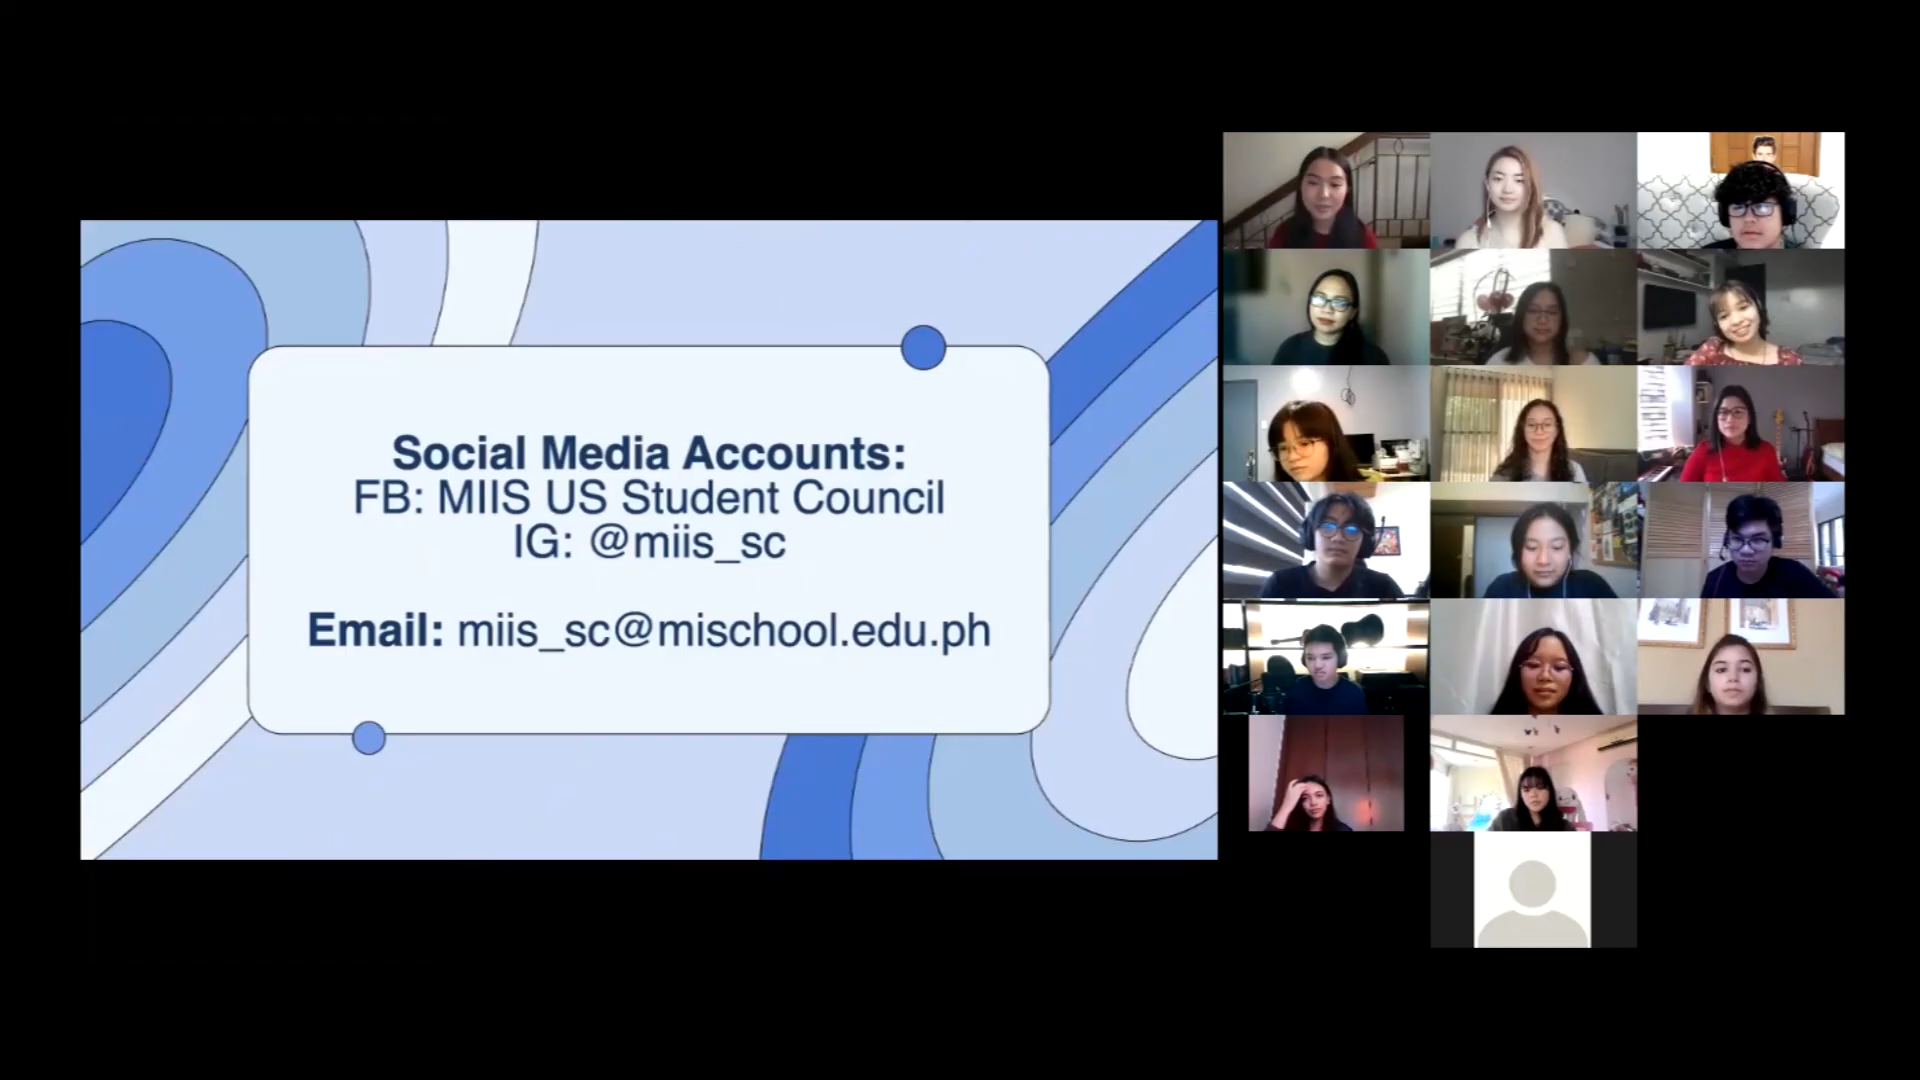 Social Media Accounts:
FB: MIIS US Student Council
IG: @miis_sc
Email: miis_sc@mischool.edu.ph